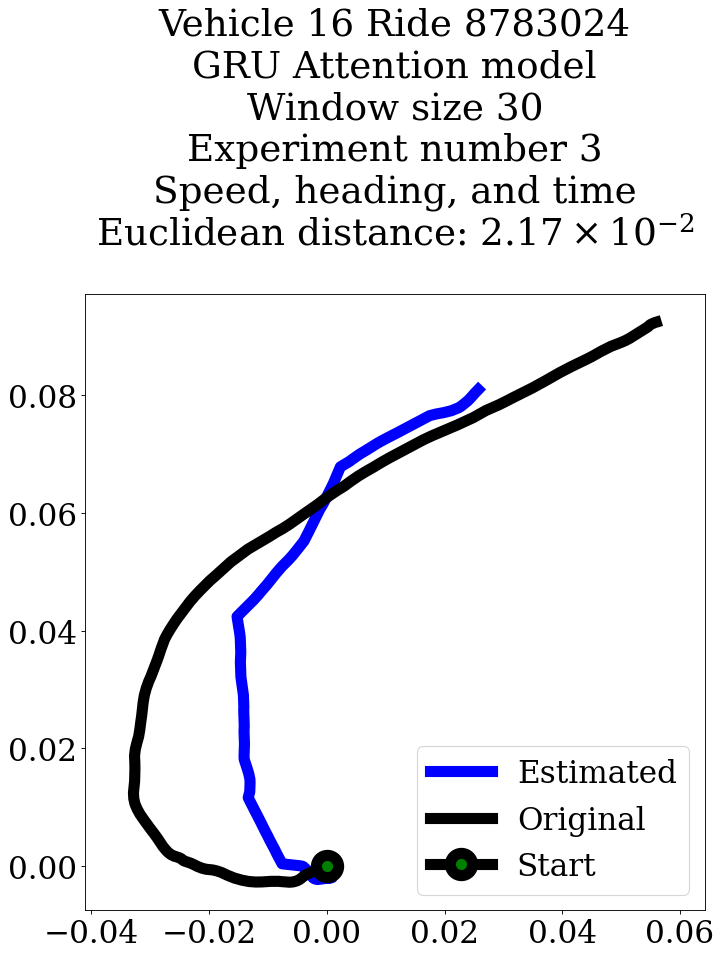 Vehicle 16 Ride 8783024
GRU Attention model
Window size 30
Experiment number 3
Speed, heading, and time
Euclidean distance: 2.17 × 10⁻²
0.08
0.06
0.04
0.02
0.00
Estimated
Original
Start
−0.04 −0.02 0.00 0.02 0.04 0.06